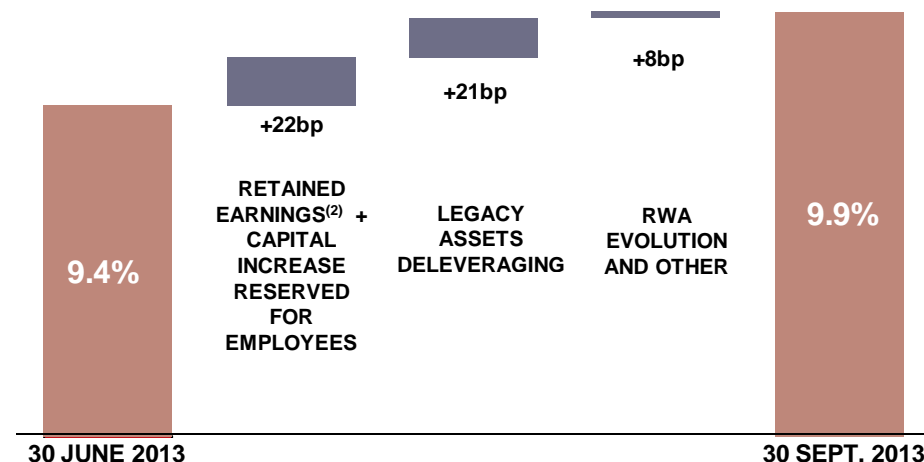 9.4%
+22bp
RETAINED
EARNINGS(2) +
CAPITAL
INCREASE
RESERVED
FOR
EMPLOYEES
+21bp
LEGACY
ASSETS
DELEVERAGING
+8bp
RWA
EVOLUTION
AND OTHER
9.9%
30 JUNE 2013
30 SEPT. 2013